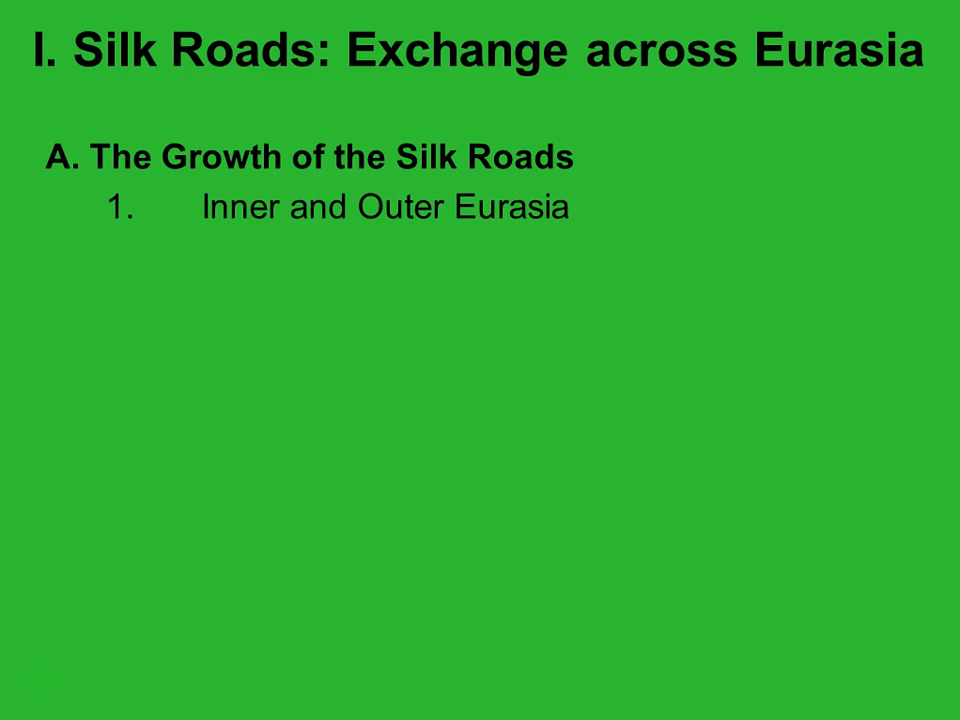 I. Silk Roads: Exchange across Eurasia
A. The Growth of the Silk Roads
1. Inner and Outer Eurasia